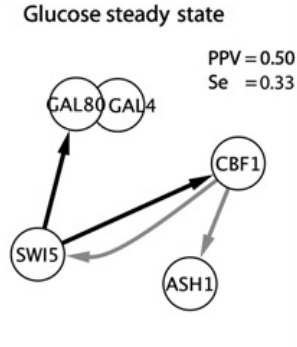 Glucose steady state
PPV = 0.50
Se = 0.33
GAL80 GAL4
CBF1
SWI5
ASH1